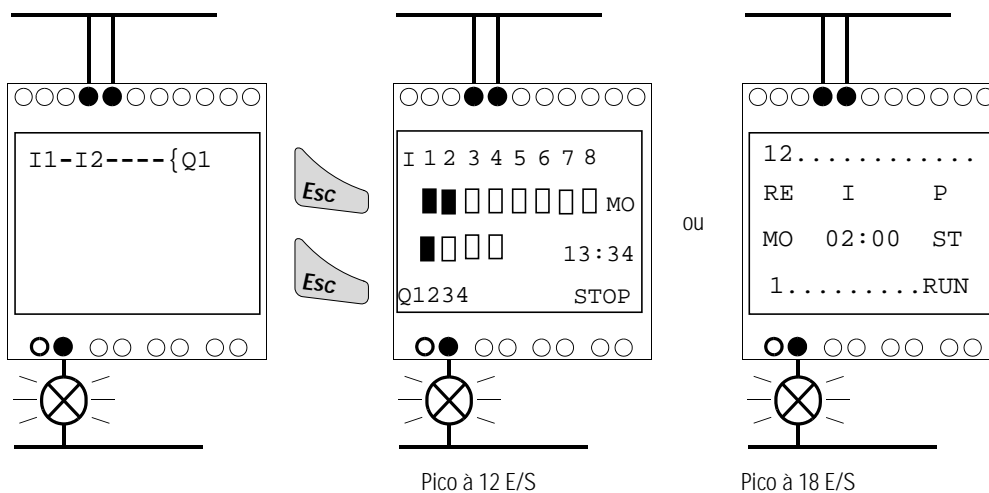 I1-I2----{Q1
Esc
Esc
I 1 2 3 4 5 6 7 8
MO
13:34
Q1234 STOP
ou
12.............
RE I P
MO 02:00 ST
1.........RUN
Pico à 12 E/S
Pico à 18 E/S